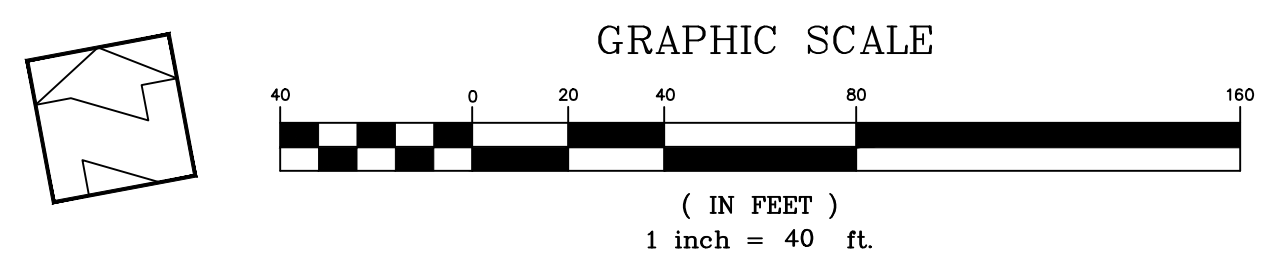 GRAPHIC SCALE
40 0 20 40 80 160
( IN FEET )
1 inch = 40 ft.